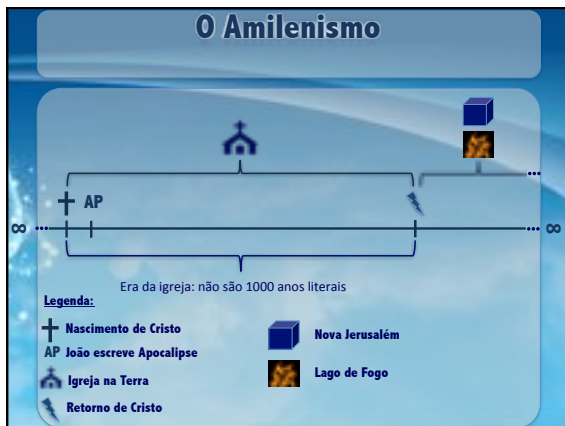 O Amilenismo
AP
∞ ... ... ∞
Era da igreja: não são 1000 anos literais
Legenda:
Nascimento de Cristo
AP João escreve Apocalipse
Igreja na Terra
Retorno de Cristo
Nova Jerusalém
Lago de Fogo